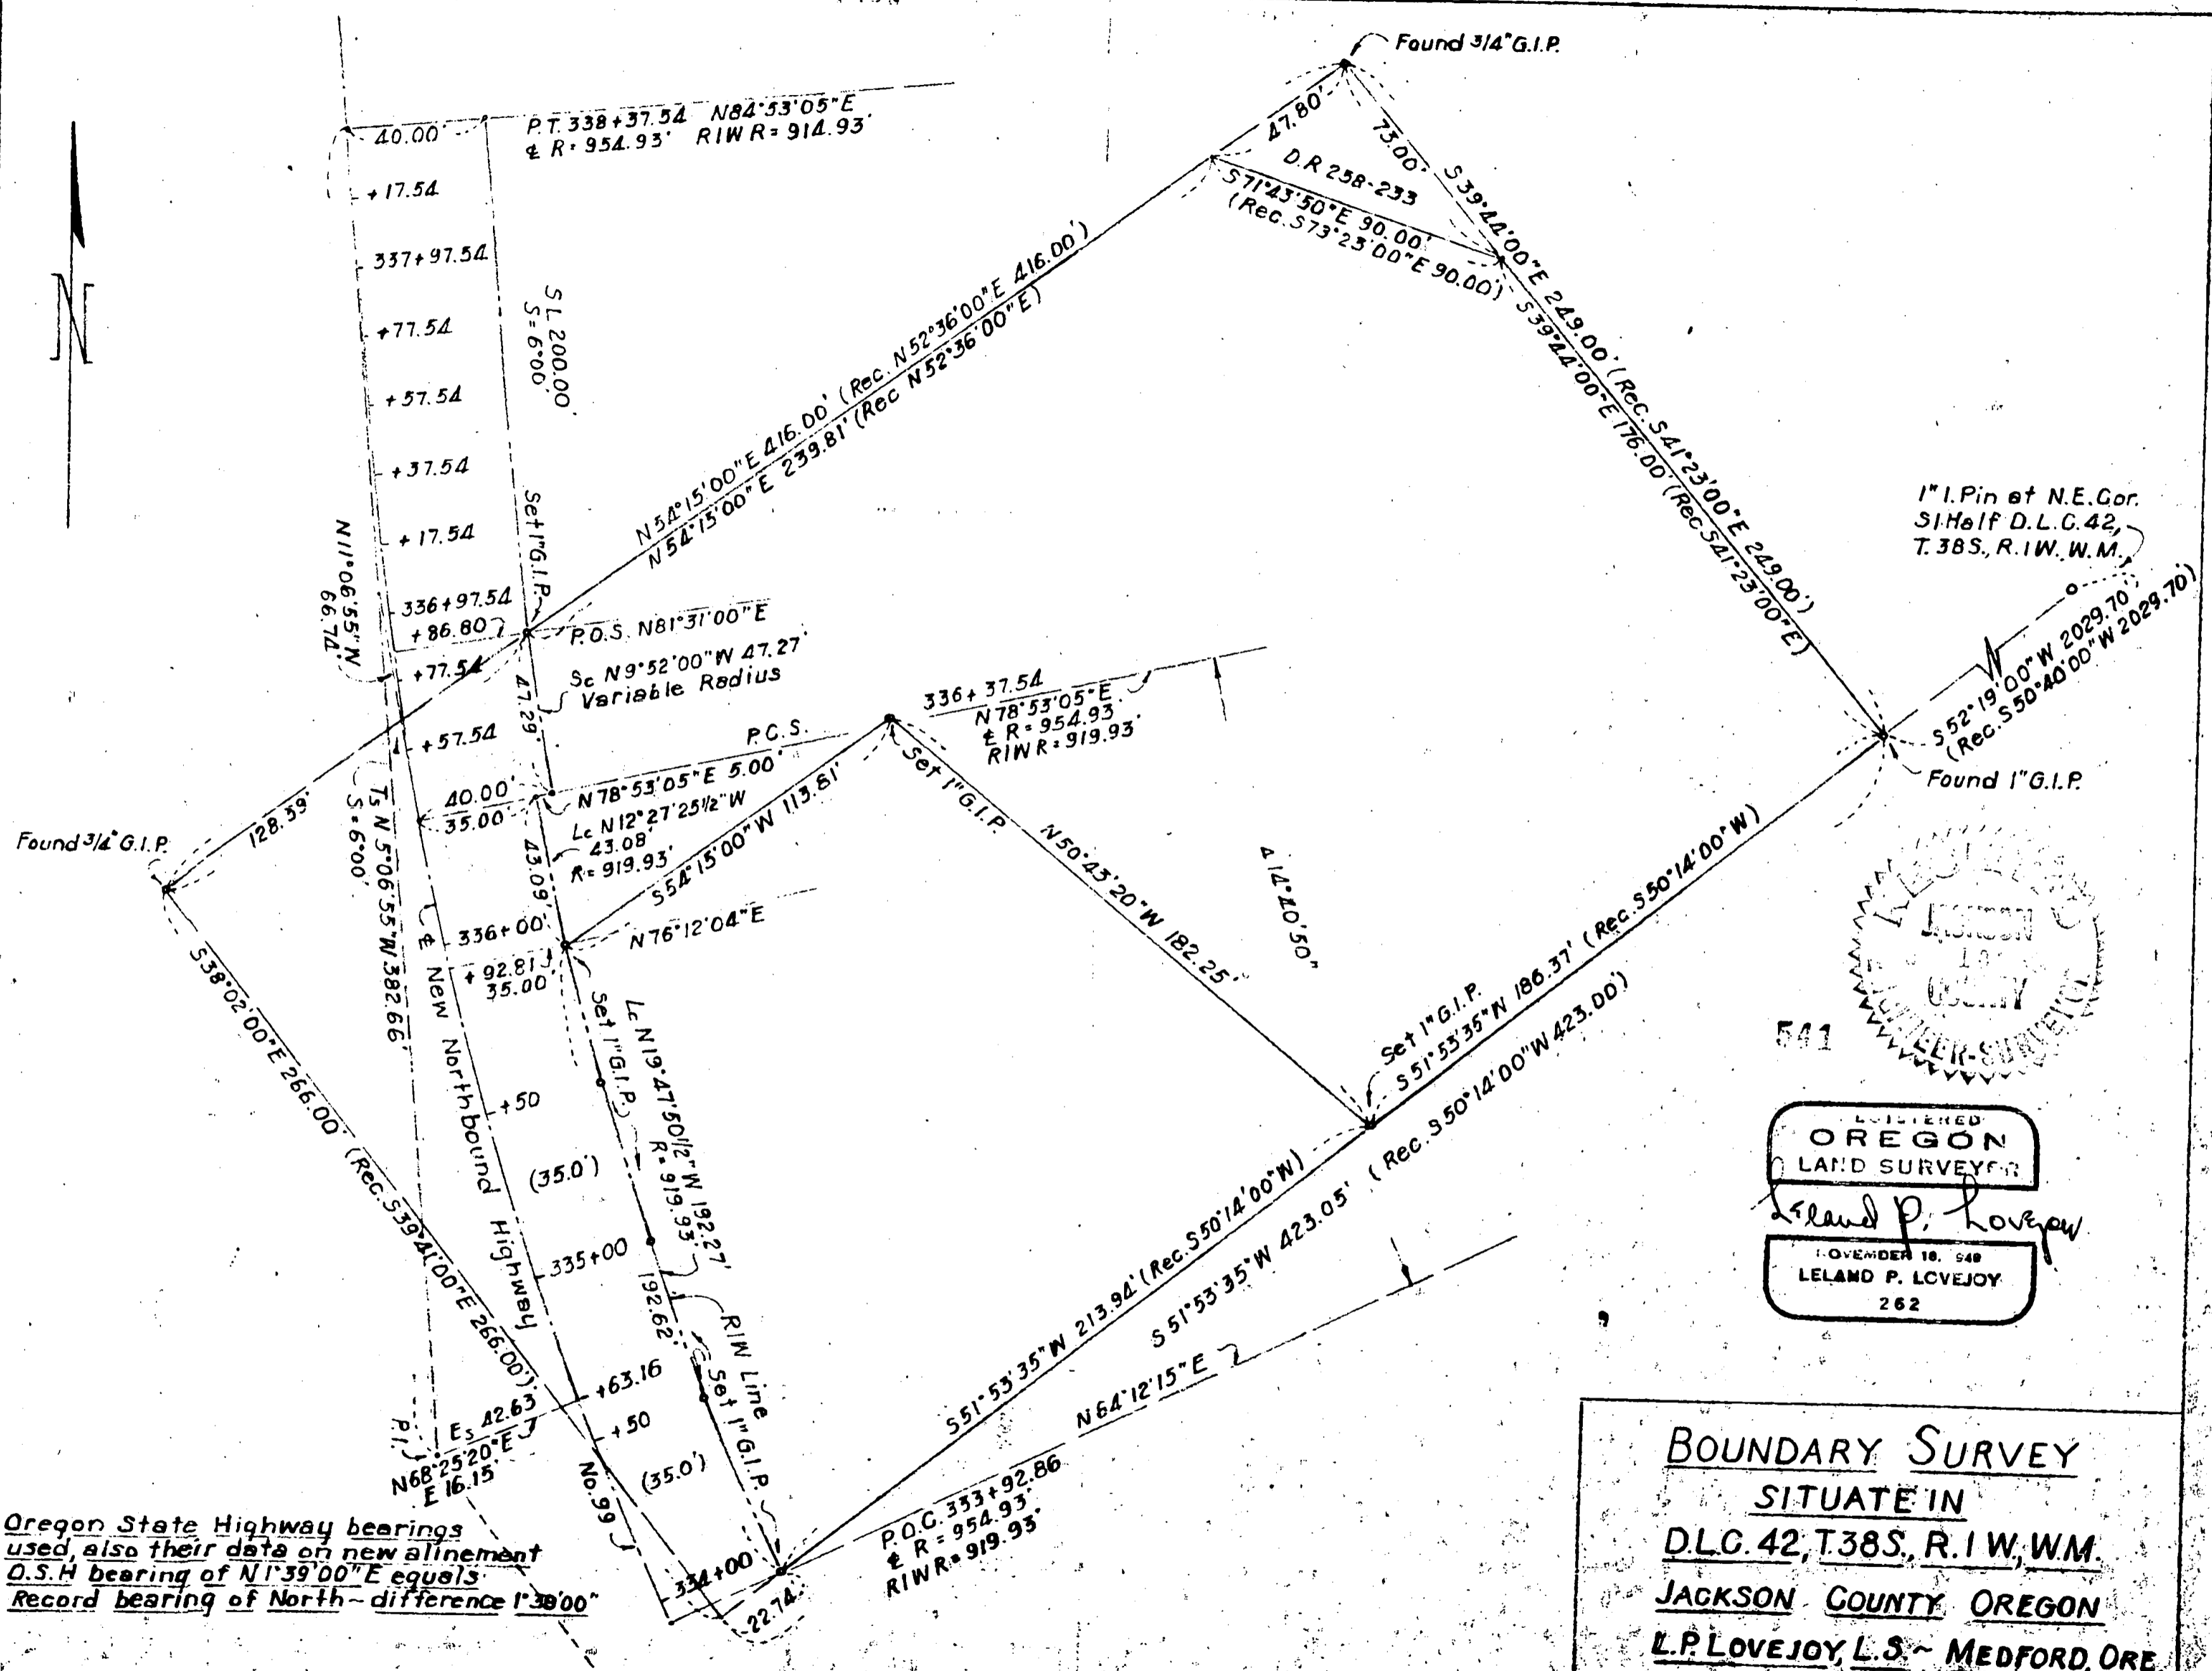 Found 3/4" G.I.P.
40.00'
P.T. 338+37.54 N84°53'05"E
℄ R= 954.93' R/W R= 914.93'
+17.54
337+97.54
+77.54
+57.54
+37.54
+17.54
336+97.54
+86.80
+77.54
+57.54
N
S L 200.00'
S= 6°00'
47.80'
73.00'
D.R 258-233
S71°43'50"E 90.00'
(Rec. S73°23'00"E 90.00')
S39°44'00"E 249.00' (Rec. S41°23'00"E 249.00')
S39°44'00"E 176.00' (Rec. S41°23'00"E)
N54°15'00"E 416.00' (Rec. N52°36'00"E 416.00')
N54°15'00"E 239.81' (Rec N52°36'00"E)
1" I. Pin at N.E. Cor.
S1. Half D.L.C. 42,
T. 38S., R.1W. W.M.
S52°19'00"W 2029.70'
(Rec. S50°40'00"W 2029.70')
Found 1" G.I.P.
Set 1" G.I.P.
N11°06'55"W
66.74'
P.O.S. N81°31'00"E
Sc N9°52'00"W 47.27'
Variable Radius
47.29'
336+37.54
N78°53'05"E
℄ R= 954.93'
R/W R= 919.93'
P.C.S.
N78°53'05"E 5.00'
40.00'
35.00'
Lc N12°27'25 1/2"W
43.08'
R= 919.93'
43.09'
S54°15'00"W 113.81'
Set 1" G.I.P.
N50°43'20"W 182.25'
Δ 14°40'50"
Found 3/4" G.I.P.
128.39'
Ts N5°06'55"W 382.66'
S= 6°00'
S38°02'00"E 266.00' (Rec. S39°41'00"E 266.00')
336+00
N76°12'04"E
+92.81
35.00'
℄ New Northbound Highway
No. 99
Set 1" G.I.P.
Lc N19°47'50 1/2"W 192.27'
R= 919.93'
192.62'
R/W Line
Set 1" G.I.P.
+50
(35.0')
335+00
+63.16
+50
(35.0')
334+00
22.74'
Es 42.63
P.I.
N68°25'20"E
E 16.15'
Set 1" G.I.P.
S51°53'35"W 186.37' (Rec. S50°14'00"W)
S51°53'35"W 213.94' (Rec. S50°14'00"W)
S51°53'35"W 423.05' (Rec. S50°14'00"W 423.00')
N64°12'15"E
P.O.C. 333+92.86
℄ R= 954.93'
R/W R= 919.93'
541
JACKSON
COUNTY
OREGON
LAND SURVEYOR
Leland P. Lovejoy
LELAND P. LOVEJOY
262
Oregon State Highway bearings
used, also their data on new alinement
O.S.H bearing of N1°39'00"E equals
Record bearing of North ~ difference 1°39'00"
BOUNDARY SURVEY
SITUATE IN
D.L.C. 42, T.38S., R.1 W., W.M.
JACKSON COUNTY OREGON
L.P. LOVEJOY, L.S. ~ MEDFORD, ORE